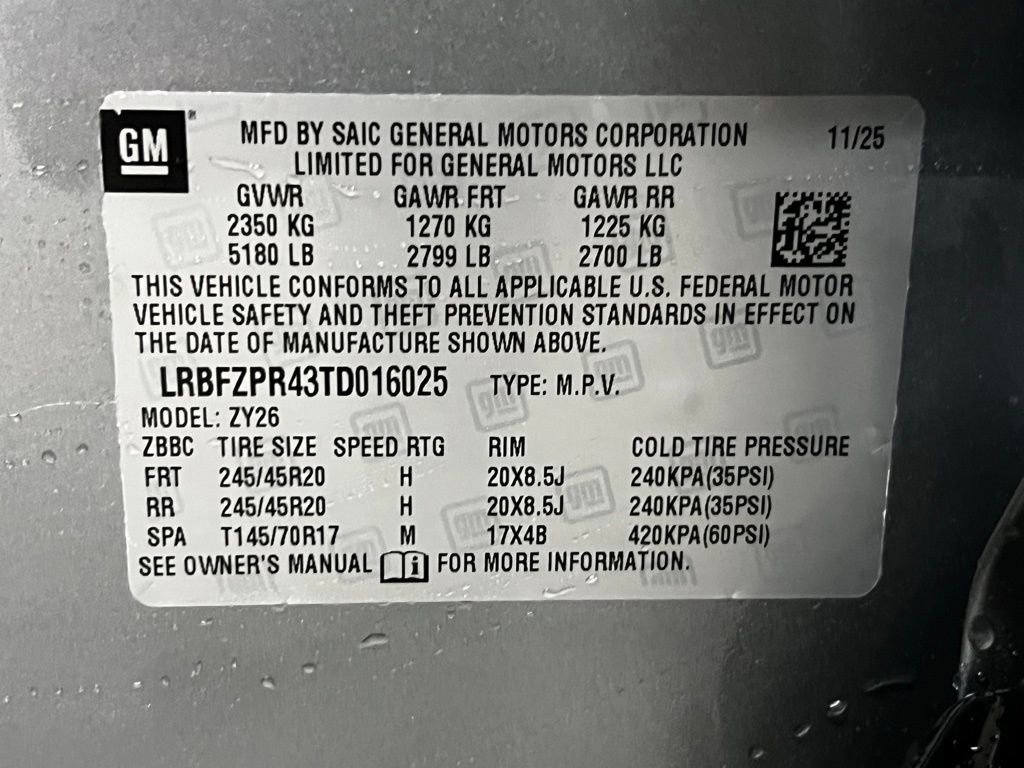 GM MFD BY SAIC GENERAL MOTORS CORPORATION 11/25
LIMITED FOR GENERAL MOTORS LLC
GVWR GAWR FRT GAWR RR
2350 KG 1270 KG 1225 KG
5180 LB 2799 LB 2700 LB
THIS VEHICLE CONFORMS TO ALL APPLICABLE U.S. FEDERAL MOTOR
VEHICLE SAFETY AND THEFT PREVENTION STANDARDS IN EFFECT ON
THE DATE OF MANUFACTURE SHOWN ABOVE.
LRBFZPR43TD016025 TYPE: M.P.V.
MODEL: ZY26
ZBBC TIRE SIZE SPEED RTG RIM COLD TIRE PRESSURE
FRT 245/45R20 H 20X8.5J 240KPA(35PSI)
RR 245/45R20 H 20X8.5J 240KPA(35PSI)
SPA T145/70R17 M 17X4B 420KPA(60PSI)
SEE OWNER'S MANUAL i FOR MORE INFORMATION.